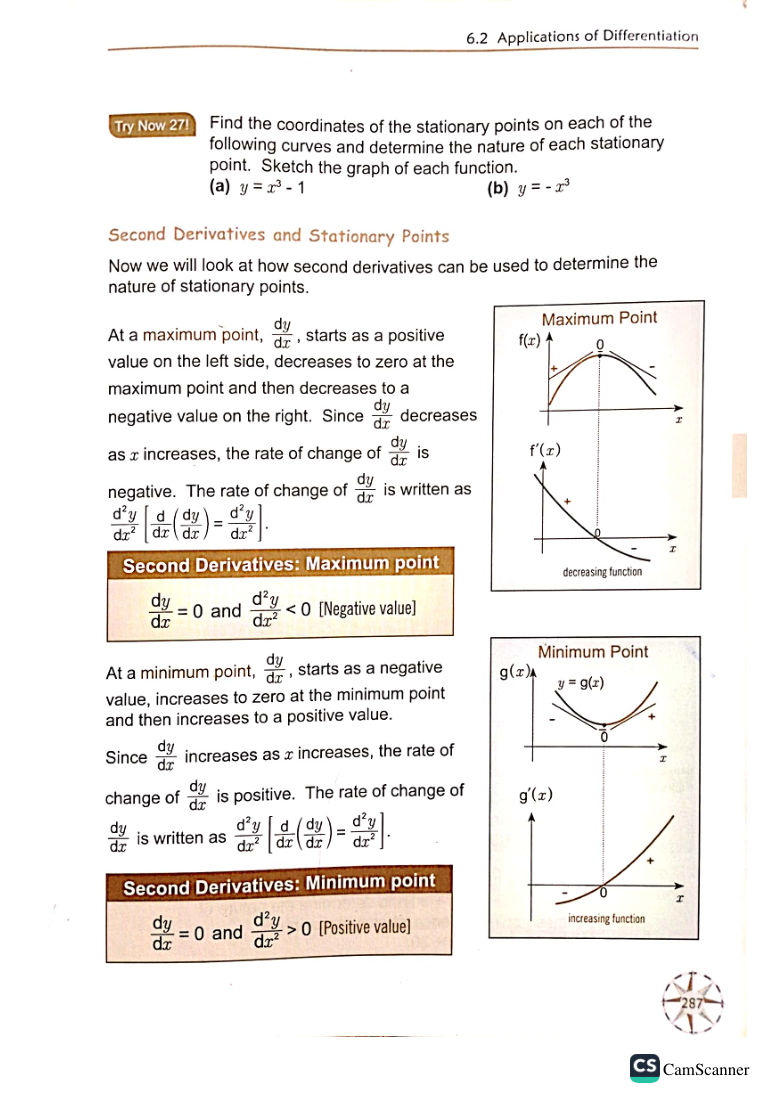 6.2 Applications of Differentiation
Try Now 27!
Find the coordinates of the stationary points on each of the
following curves and determine the nature of each stationary
point. Sketch the graph of each function.
(a) y = x³ - 1
(b) y = - x³
Second Derivatives and Stationary Points
Now we will look at how second derivatives can be used to determine the
nature of stationary points.
At a maximum point, dy/dx, starts as a positive
value on the left side, decreases to zero at the
maximum point and then decreases to a
negative value on the right. Since dy/dx decreases
as x increases, the rate of change of dy/dx is
negative. The rate of change of dy/dx is written as
d²y/dx² [d/dx (dy/dx) = d²y/dx²].
Second Derivatives: Maximum point
dy/dx = 0 and d²y/dx² < 0 [Negative value]
Maximum Point
f(x)
0
+
-
x
f'(x)
+
0
-
x
decreasing function
At a minimum point, dy/dx, starts as a negative
value, increases to zero at the minimum point
and then increases to a positive value.
Since dy/dx increases as x increases, the rate of
change of dy/dx is positive. The rate of change of
dy/dx is written as d²y/dx² [d/dx (dy/dx) = d²y/dx²].
Second Derivatives: Minimum point
dy/dx = 0 and d²y/dx² > 0 [Positive value]
Minimum Point
g(x)
y = g(x)
-
+
0
x
g'(x)
+
-
0
x
increasing function
287
CS CamScanner